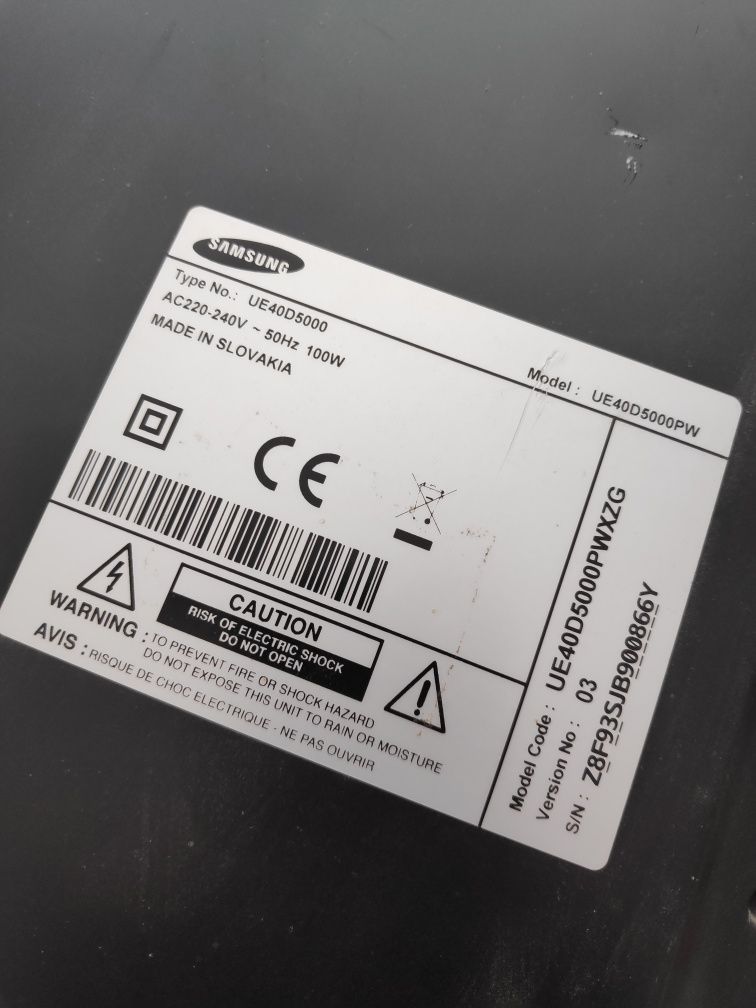 SAMSUNG
Type No.: UE40D5000
AC220-240V ~ 50Hz 100W
MADE IN SLOVAKIA
Model : UE40D5000PW
CE
CAUTION
RISK OF ELECTRIC SHOCK
DO NOT OPEN
WARNING : TO PREVENT FIRE OR SHOCK HAZARD
DO NOT EXPOSE THIS UNIT TO RAIN OR MOISTURE
AVIS : RISQUE DE CHOC ELECTRIQUE - NE PAS OUVRIR
Model Code : UE40D5000PWXZG
Version No : 03
S/N : Z8F93SJB900866Y